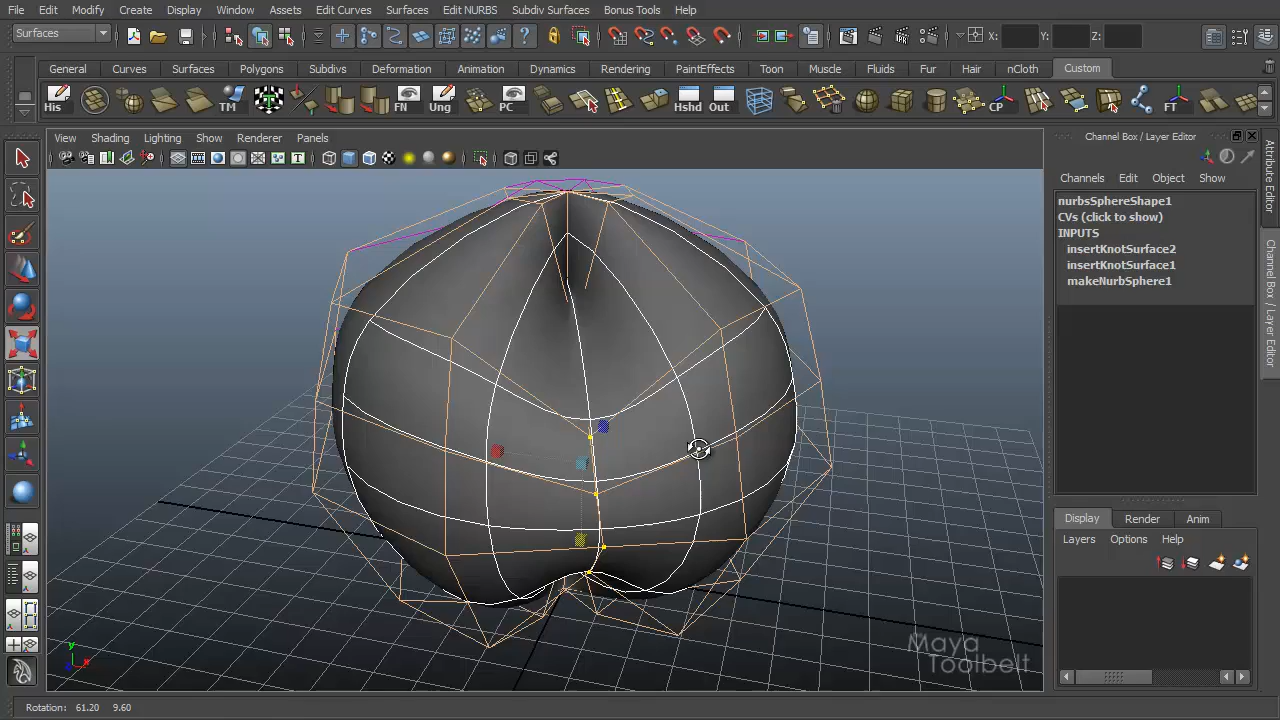 File Edit Modify Create Display Window Assets Edit Curves Surfaces Edit NURBS Subdiv Surfaces Bonus Tools Help
Surfaces X: Y: Z:
General Curves Surfaces Polygons Subdivs Deformation Animation Dynamics Rendering PaintEffects Toon Muscle Fluids Fur Hair nCloth Custom
His TM FN Ung PC Hshd Out CP FT
View Shading Lighting Show Renderer Panels
Channel Box / Layer Editor
Channels Edit Object Show
nurbsSphereShape1
CVs (click to show)
INPUTS
insertKnotSurface2
insertKnotSurface1
makeNurbSphere1
Attribute Editor
Channel Box / Layer Editor
Display Render Anim
Layers Options Help
y
z x
Maya
Toolbelt
Rotation: 61.20 9.60